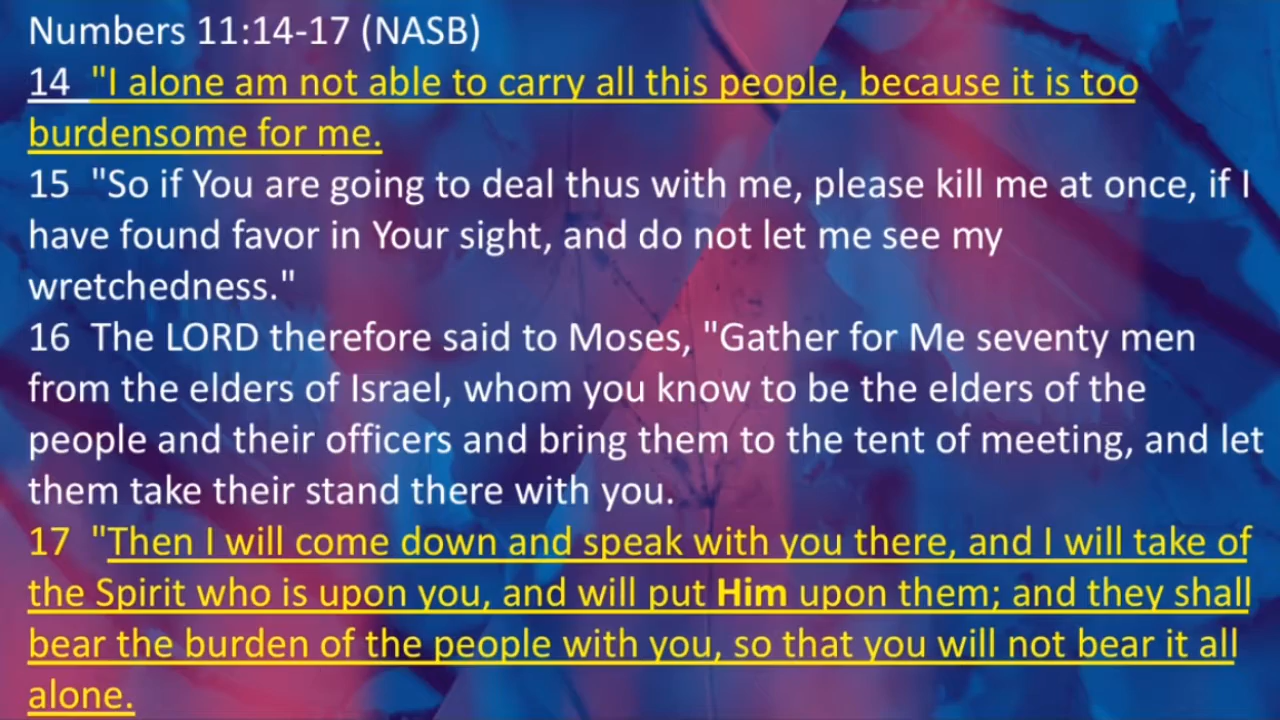 Numbers 11:14-17 (NASB)
14  "I alone am not able to carry all this people, because it is too
burdensome for me.
15  "So if You are going to deal thus with me, please kill me at once, if I
have found favor in Your sight, and do not let me see my
wretchedness."
16  The LORD therefore said to Moses, "Gather for Me seventy men
from the elders of Israel, whom you know to be the elders of the
people and their officers and bring them to the tent of meeting, and let
them take their stand there with you.
17  "Then I will come down and speak with you there, and I will take of
the Spirit who is upon you, and will put Him upon them; and they shall
bear the burden of the people with you, so that you will not bear it all
alone.